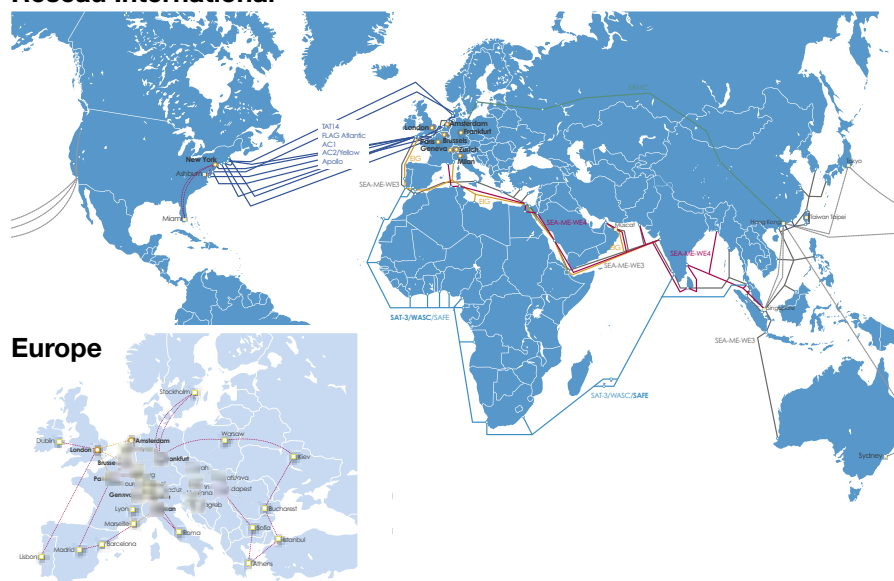 TAT14
FLAG Atlantic
AC1
AC2/Yellow
Apollo
New York
Ashburn
Miami
London
Amsterdam
Frankfurt
Paris
Brussels
Geneva
Zurich
Milan
EIG
SEA-ME-WE3
EIG
SEA-ME-WE4
Muscat
EIG
SEA-ME-WE3
SEA-ME-WE4
Hong Kong
Taiwan Taipei
Tokyo
SEA-ME-WE3
Sydney
SAT-3/WASC/SAFE
SAT-3/WASC/SAFE
Europe
Stockholm
Dublin
London
Amsterdam
Warsaw
Kiev
Lyon
Marseille
Bucharest
Sofia
Istanbul
Roma
Barcelona
Madrid
Lisbon
Athens